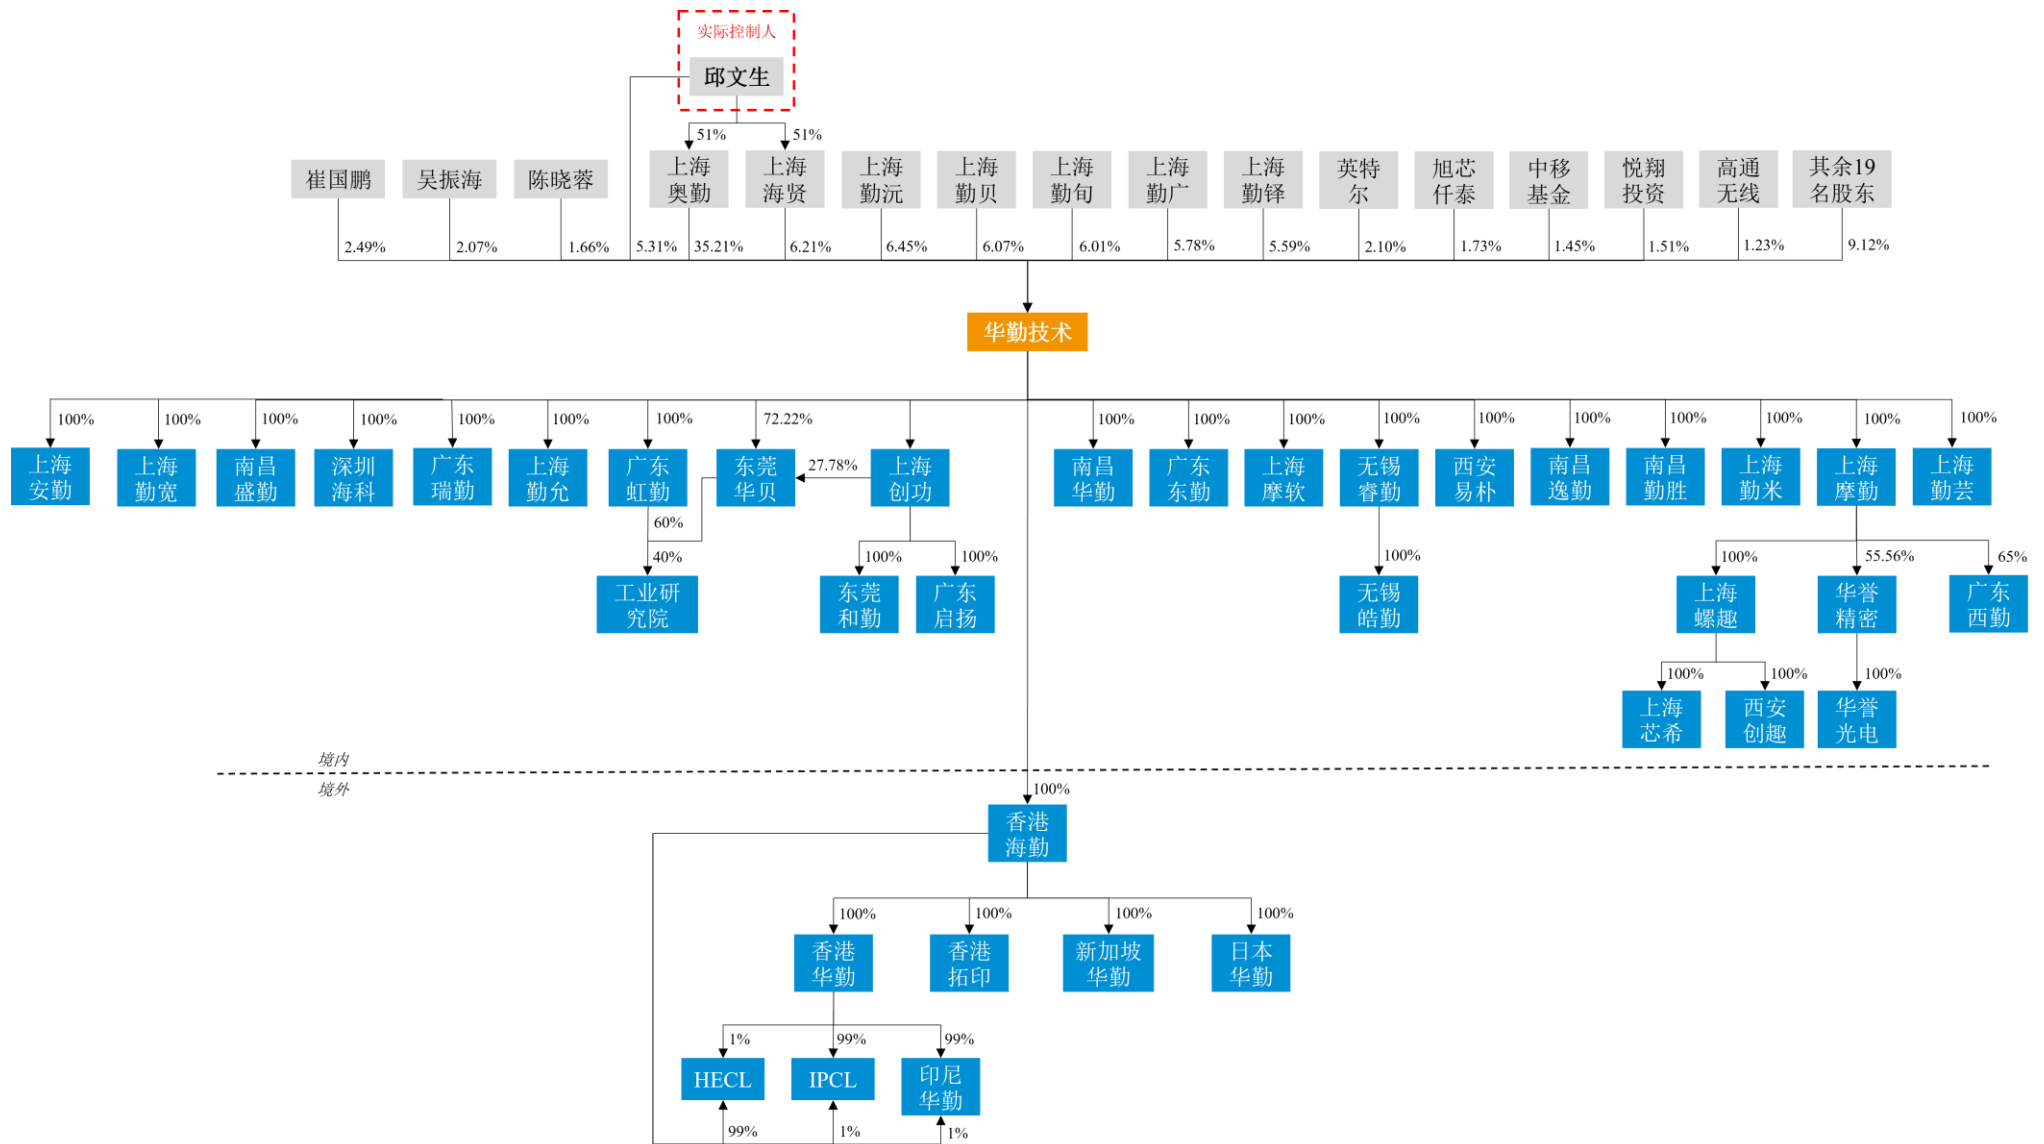 实际控制人
邱文生
51%
51%
崔国鹏
吴振海
陈晓蓉
上海
奥勤
上海
海贤
上海
勤沅
上海
勤贝
上海
勤旬
上海
勤广
上海
勤铎
英特
尔
旭芯
仟泰
中移
基金
悦翔
投资
高通
无线
其余19
名股东
2.49%
2.07%
1.66%
5.31%
35.21%
6.21%
6.45%
6.07%
6.01%
5.78%
5.59%
2.10%
1.73%
1.45%
1.51%
1.23%
9.12%
华勤技术
100%
100%
100%
100%
100%
100%
100%
72.22%
100%
100%
100%
100%
100%
100%
100%
100%
100%
100%
上海
安勤
上海
勤宽
南昌
盛勤
深圳
海科
广东
瑞勤
上海
勤允
广东
虹勤
东莞
华贝
27.78%
上海
创功
南昌
华勤
广东
东勤
上海
摩软
无锡
睿勤
西安
易朴
南昌
逸勤
南昌
勤胜
上海
勤米
上海
摩勤
上海
勤芸
60%
40%
100%
100%
100%
100%
55.56%
65%
工业研
究院
东莞
和勤
广东
启扬
无锡
皓勤
上海
螺趣
华誉
精密
广东
西勤
100%
100%
100%
上海
芯希
西安
创趣
华誉
光电
境内
境外
100%
香港
海勤
100%
100%
100%
100%
香港
华勤
香港
拓印
新加坡
华勤
日本
华勤
1%
99%
99%
HECL
IPCL
印尼
华勤
99%
1%
1%